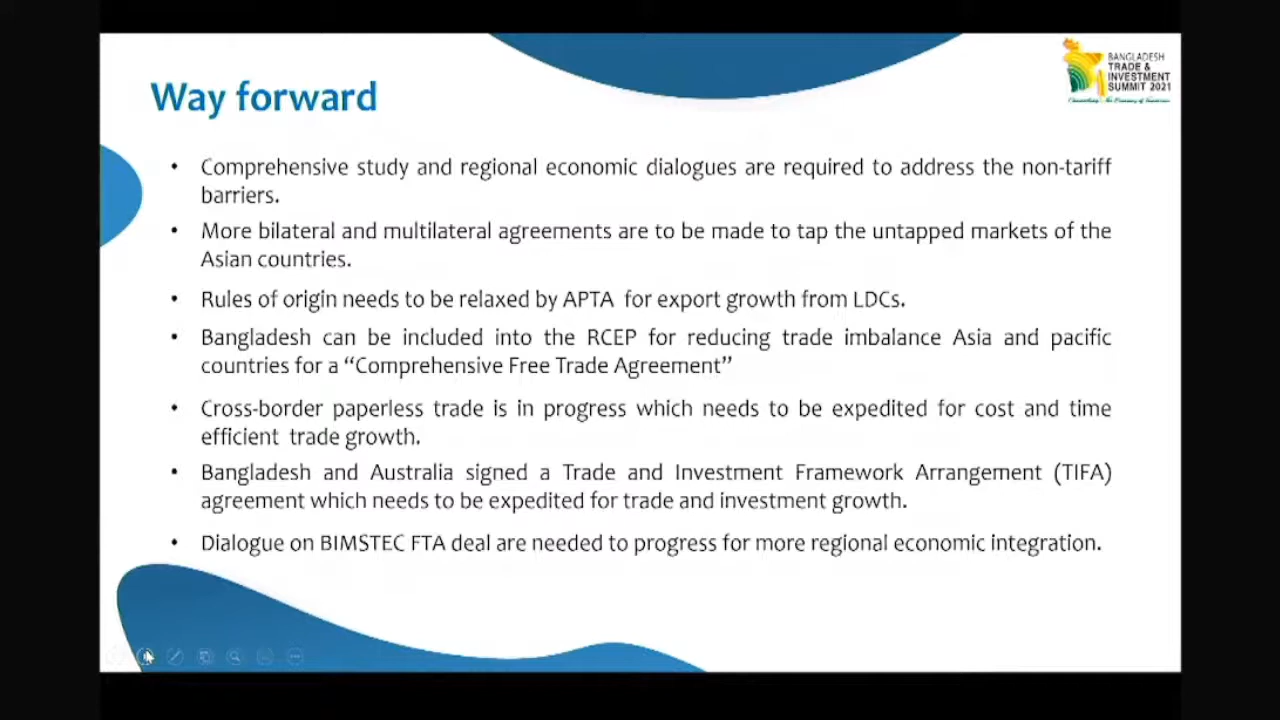 Way forward
BANGLADESH
TRADE &
INVESTMENT
SUMMIT 2021
• Comprehensive study and regional economic dialogues are required to address the non-tariff
barriers.
• More bilateral and multilateral agreements are to be made to tap the untapped markets of the
Asian countries.
• Rules of origin needs to be relaxed by APTA for export growth from LDCs.
• Bangladesh can be included into the RCEP for reducing trade imbalance Asia and pacific
countries for a “Comprehensive Free Trade Agreement”
• Cross-border paperless trade is in progress which needs to be expedited for cost and time
efficient trade growth.
• Bangladesh and Australia signed a Trade and Investment Framework Arrangement (TIFA)
agreement which needs to be expedited for trade and investment growth.
• Dialogue on BIMSTEC FTA deal are needed to progress for more regional economic integration.